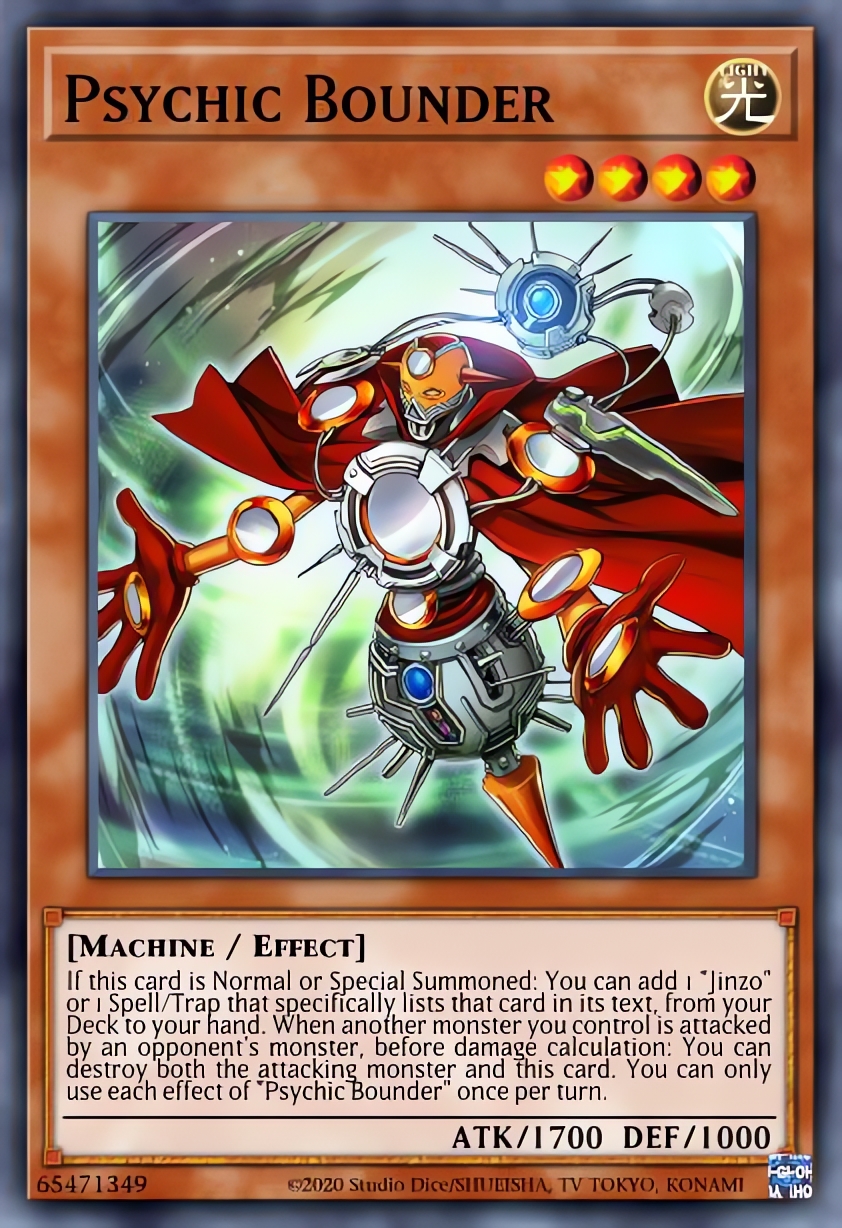 PSYCHIC BOUNDER
LIGHT
光
[MACHINE / EFFECT]
If this card is Normal or Special Summoned: You can add 1 "Jinzo"
or 1 Spell/Trap that specifically lists that card in its text, from your
Deck to your hand. When another monster you control is attacked
by an opponent's monster, before damage calculation: You can
destroy both the attacking monster and this card. You can only
use each effect of "Psychic Bounder" once per turn.
ATK/1700 DEF/1000
65471349
©2020 Studio Dice/SHUEISHA, TV TOKYO, KONAMI